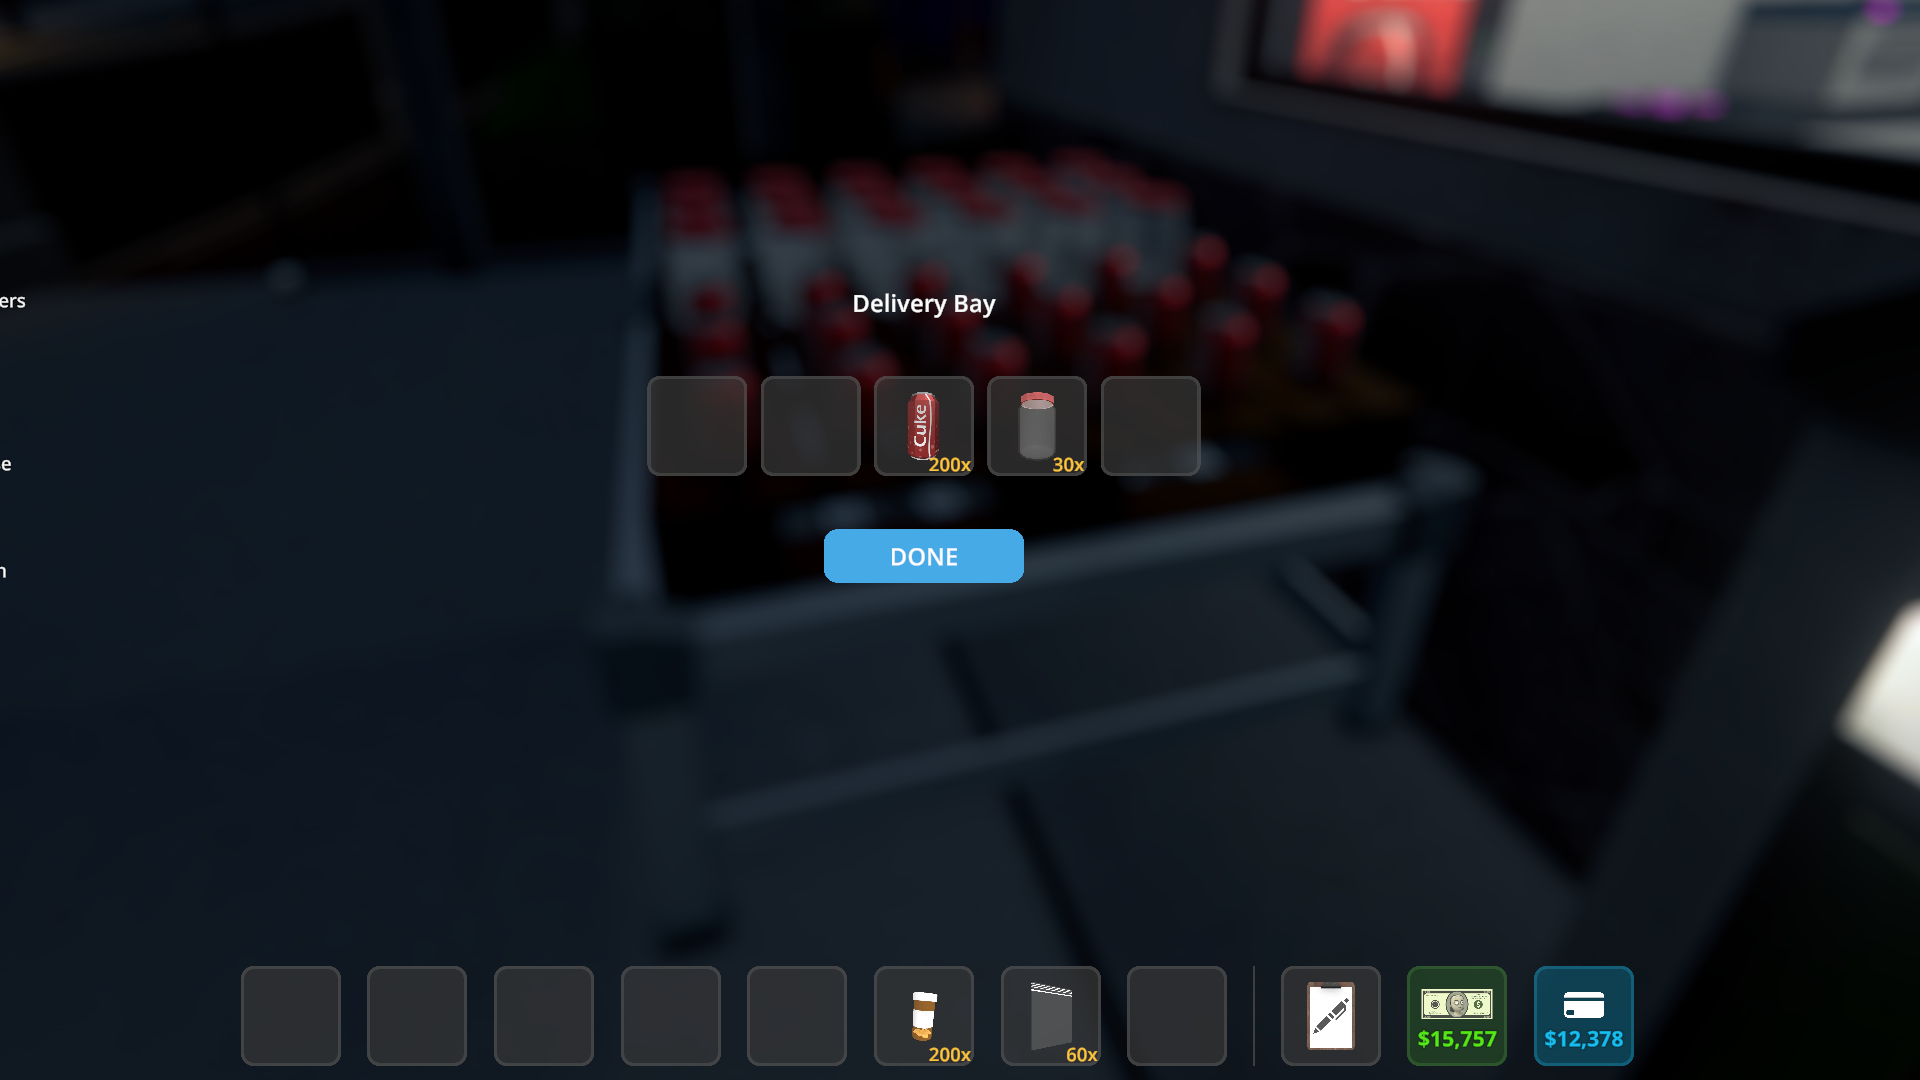 ers
Delivery Bay
Cuke
200x
30x
e
DONE
n
200x
60x
$15,757
$12,378